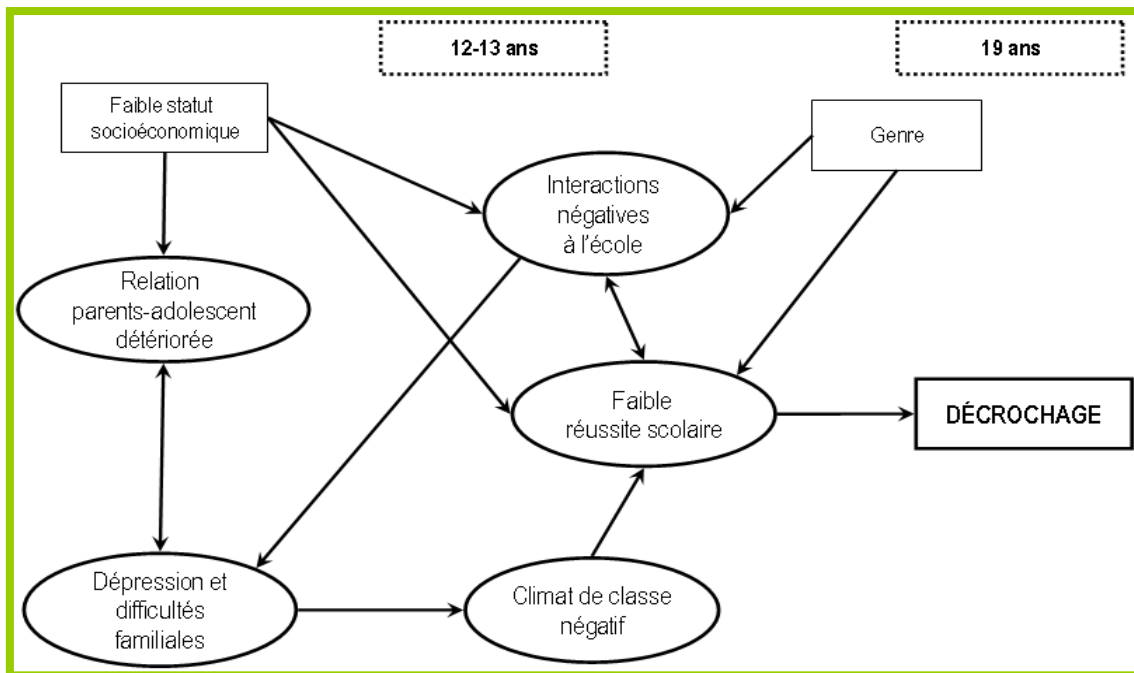 12-13 ans
19 ans
Faible statut
socioéconomique
Genre
Interactions
négatives
à l'école
Relation
parents-adolescent
détériorée
Faible
réussite scolaire
DÉCROCHAGE
Dépression et
difficultés
familiales
Climat de classe
négatif